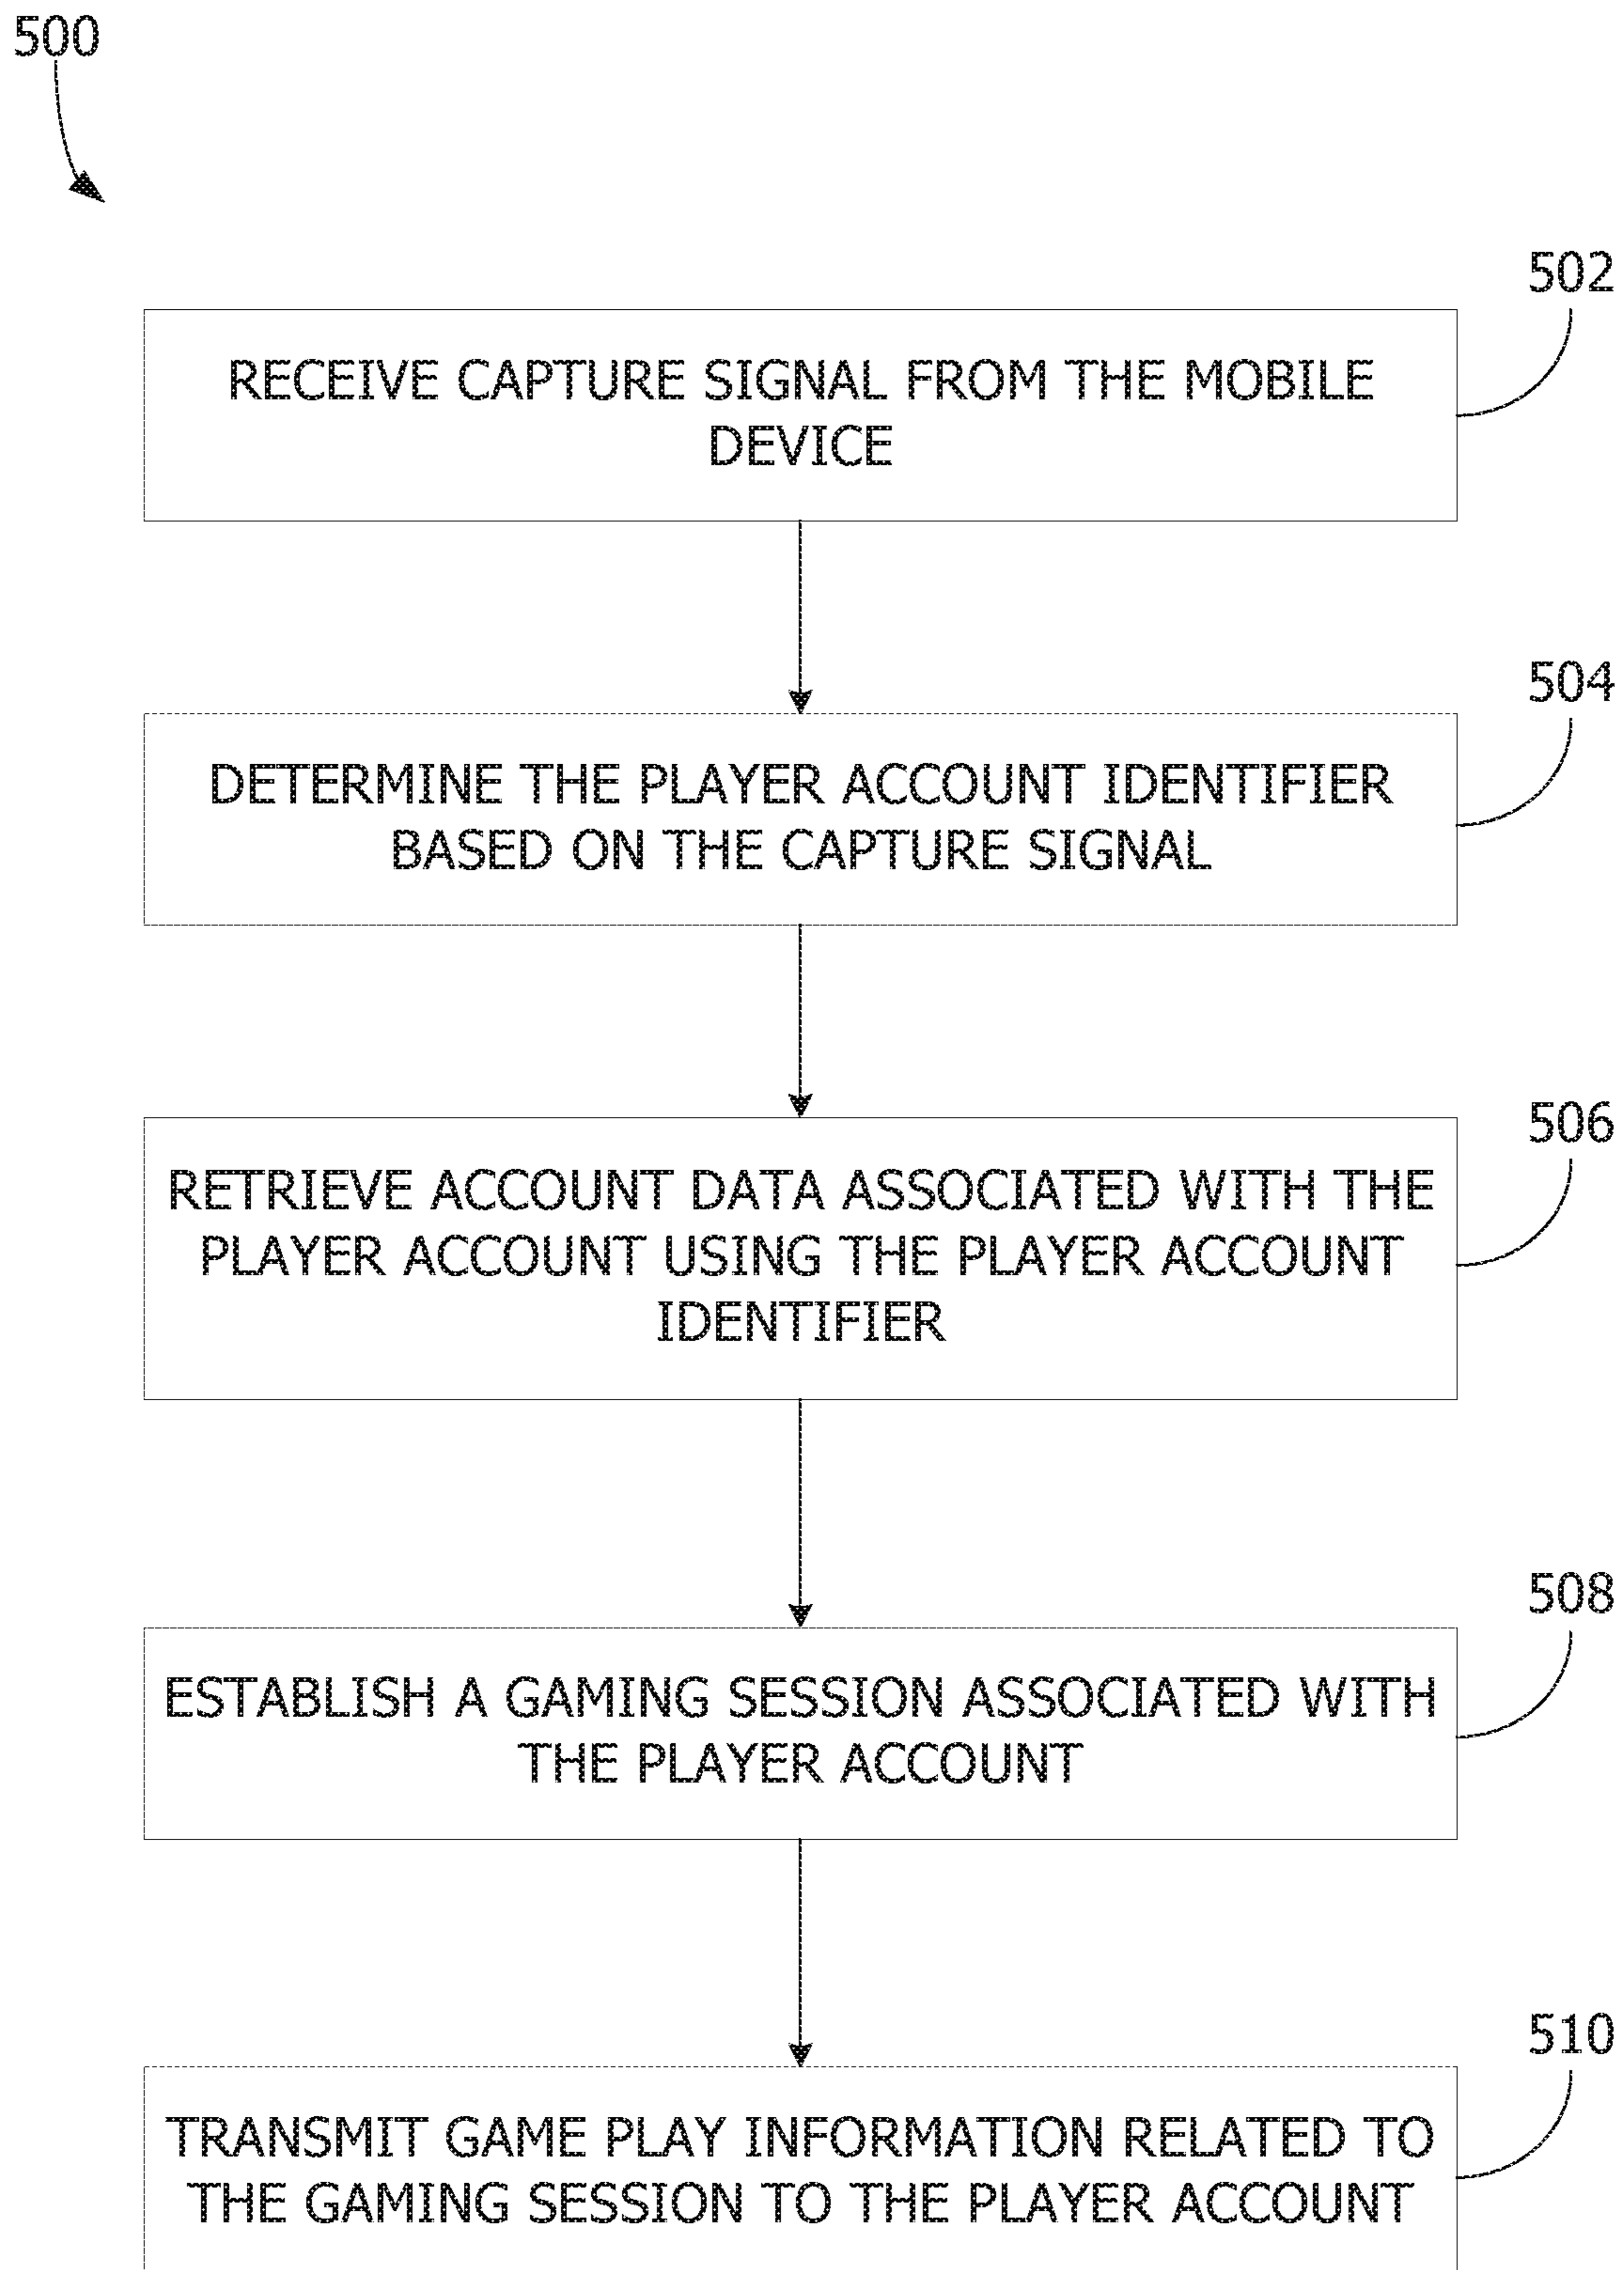 500
502
RECEIVE CAPTURE SIGNAL FROM THE MOBILE
DEVICE
504
DETERMINE THE PLAYER ACCOUNT IDENTIFIER
BASED ON THE CAPTURE SIGNAL
506
RETRIEVE ACCOUNT DATA ASSOCIATED WITH THE
PLAYER ACCOUNT USING THE PLAYER ACCOUNT
IDENTIFIER
508
ESTABLISH A GAMING SESSION ASSOCIATED WITH
THE PLAYER ACCOUNT
510
TRANSMIT GAME PLAY INFORMATION RELATED TO
THE GAMING SESSION TO THE PLAYER ACCOUNT